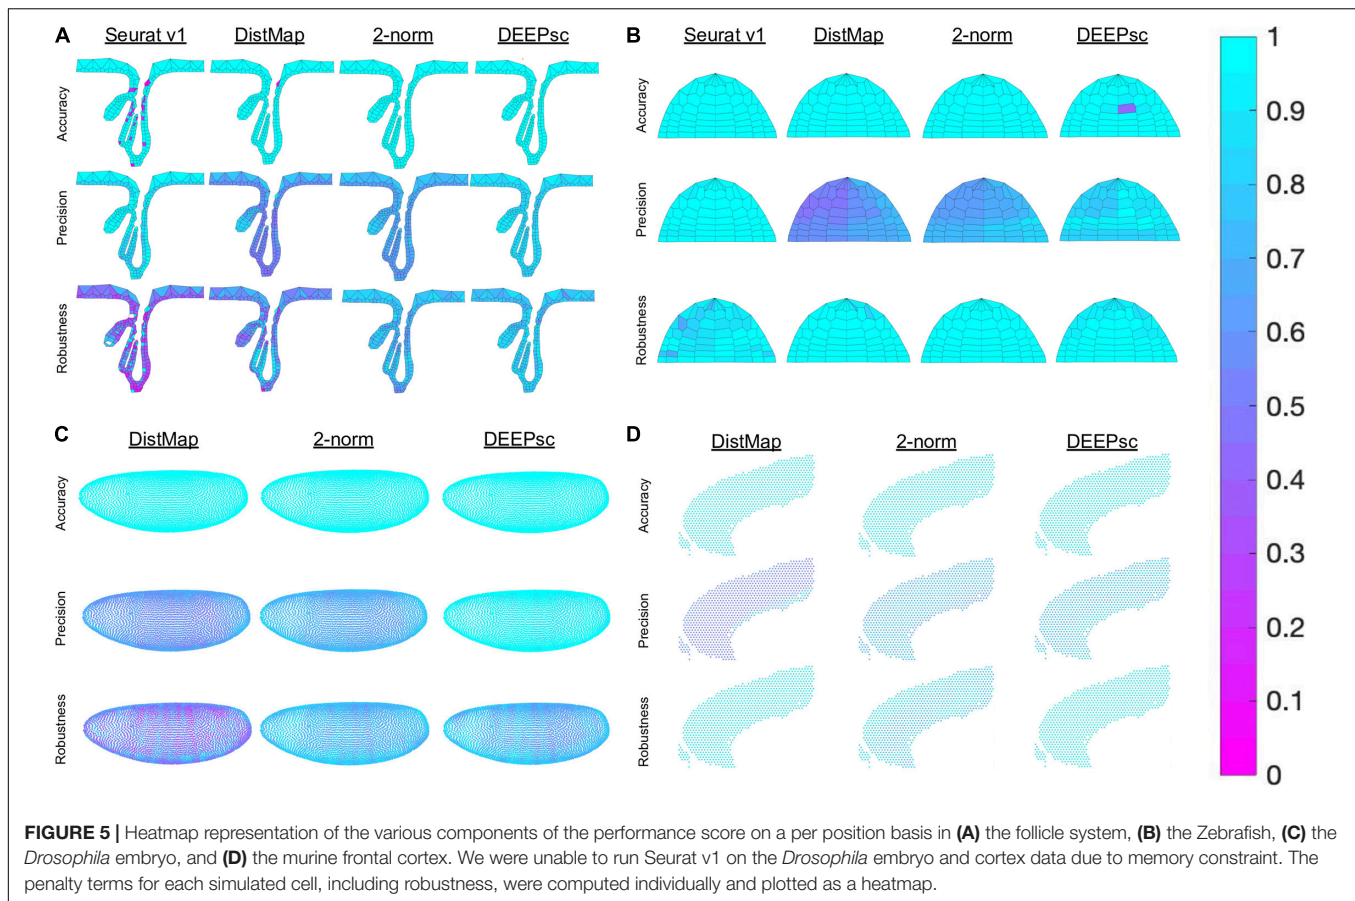 A
Seurat v1 DistMap 2-norm DEEPsc
Accuracy
Precision
Robustness
B
Seurat v1 DistMap 2-norm DEEPsc
Accuracy
Precision
Robustness
C
DistMap 2-norm DEEPsc
Accuracy
Precision
Robustness
D
DistMap 2-norm DEEPsc
Accuracy
Precision
Robustness
1
0.9
0.8
0.7
0.6
0.5
0.4
0.3
0.2
0.1
0
FIGURE 5 | Heatmap representation of the various components of the performance score on a per position basis in (A) the follicle system, (B) the Zebrafish, (C) the
Drosophila embryo, and (D) the murine frontal cortex. We were unable to run Seurat v1 on the Drosophila embryo and cortex data due to memory constraint. The
penalty terms for each simulated cell, including robustness, were computed individually and plotted as a heatmap.